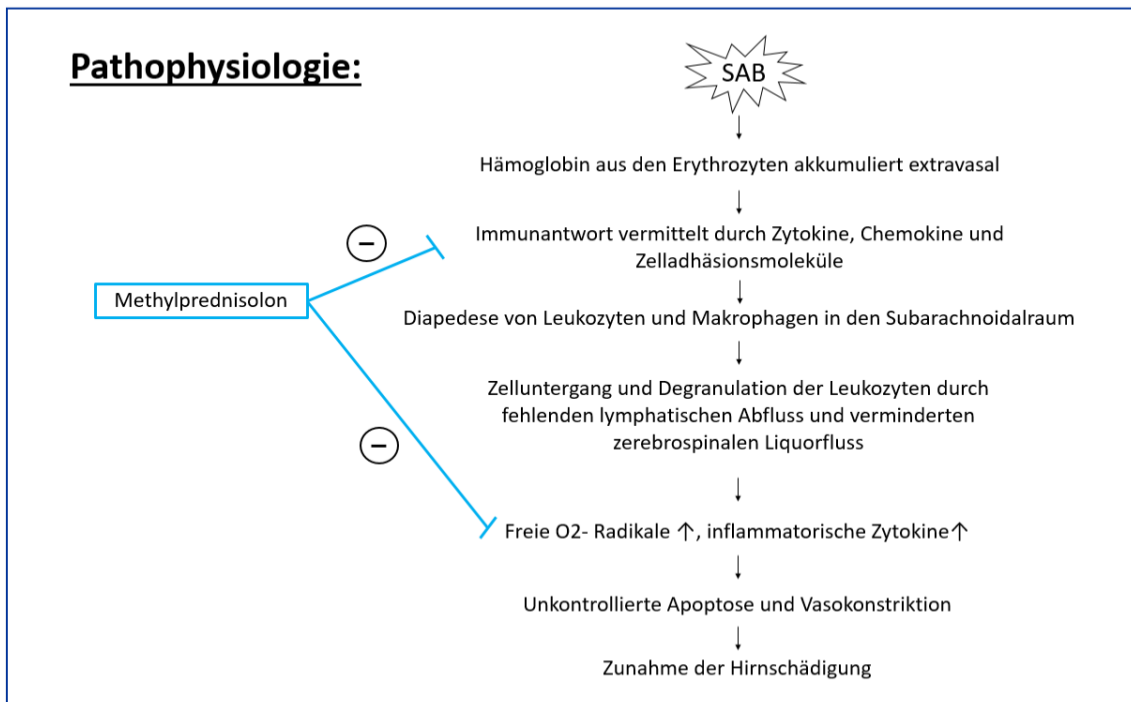 Pathophysiologie:
SAB
Hämoglobin aus den Erythrozyten akkumuliert extravasal
Immunantwort vermittelt durch Zytokine, Chemokine und
Zelladhäsionsmoleküle
Methylprednisolon
Diapedese von Leukozyten und Makrophagen in den Subarachnoidalraum
Zelluntergang und Degranulation der Leukozyten durch
fehlenden lymphatischen Abfluss und verminderten
zerebrospinalen Liquorfluss
Freie O2- Radikale ↑, inflammatorische Zytokine↑
Unkontrollierte Apoptose und Vasokonstriktion
Zunahme der Hirnschädigung